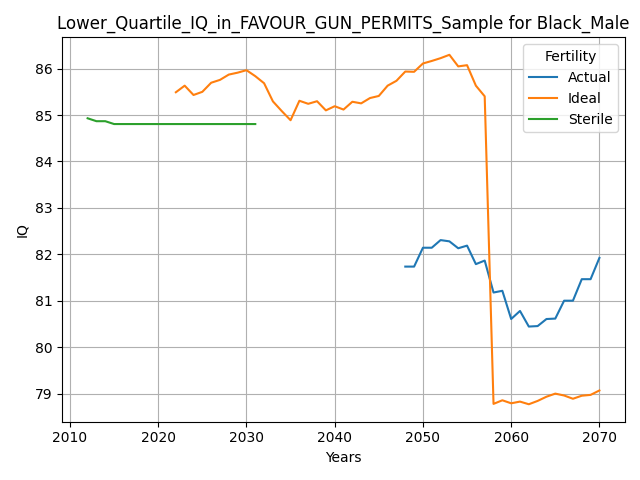 Lower_Quartile_IQ_in_FAVOUR_GUN_PERMITS_Sample for Black_Male
Fertility
Actual
Ideal
Sterile
IQ
86
85
84
83
82
81
80
79
2010 2020 2030 2040 2050 2060 2070
Years